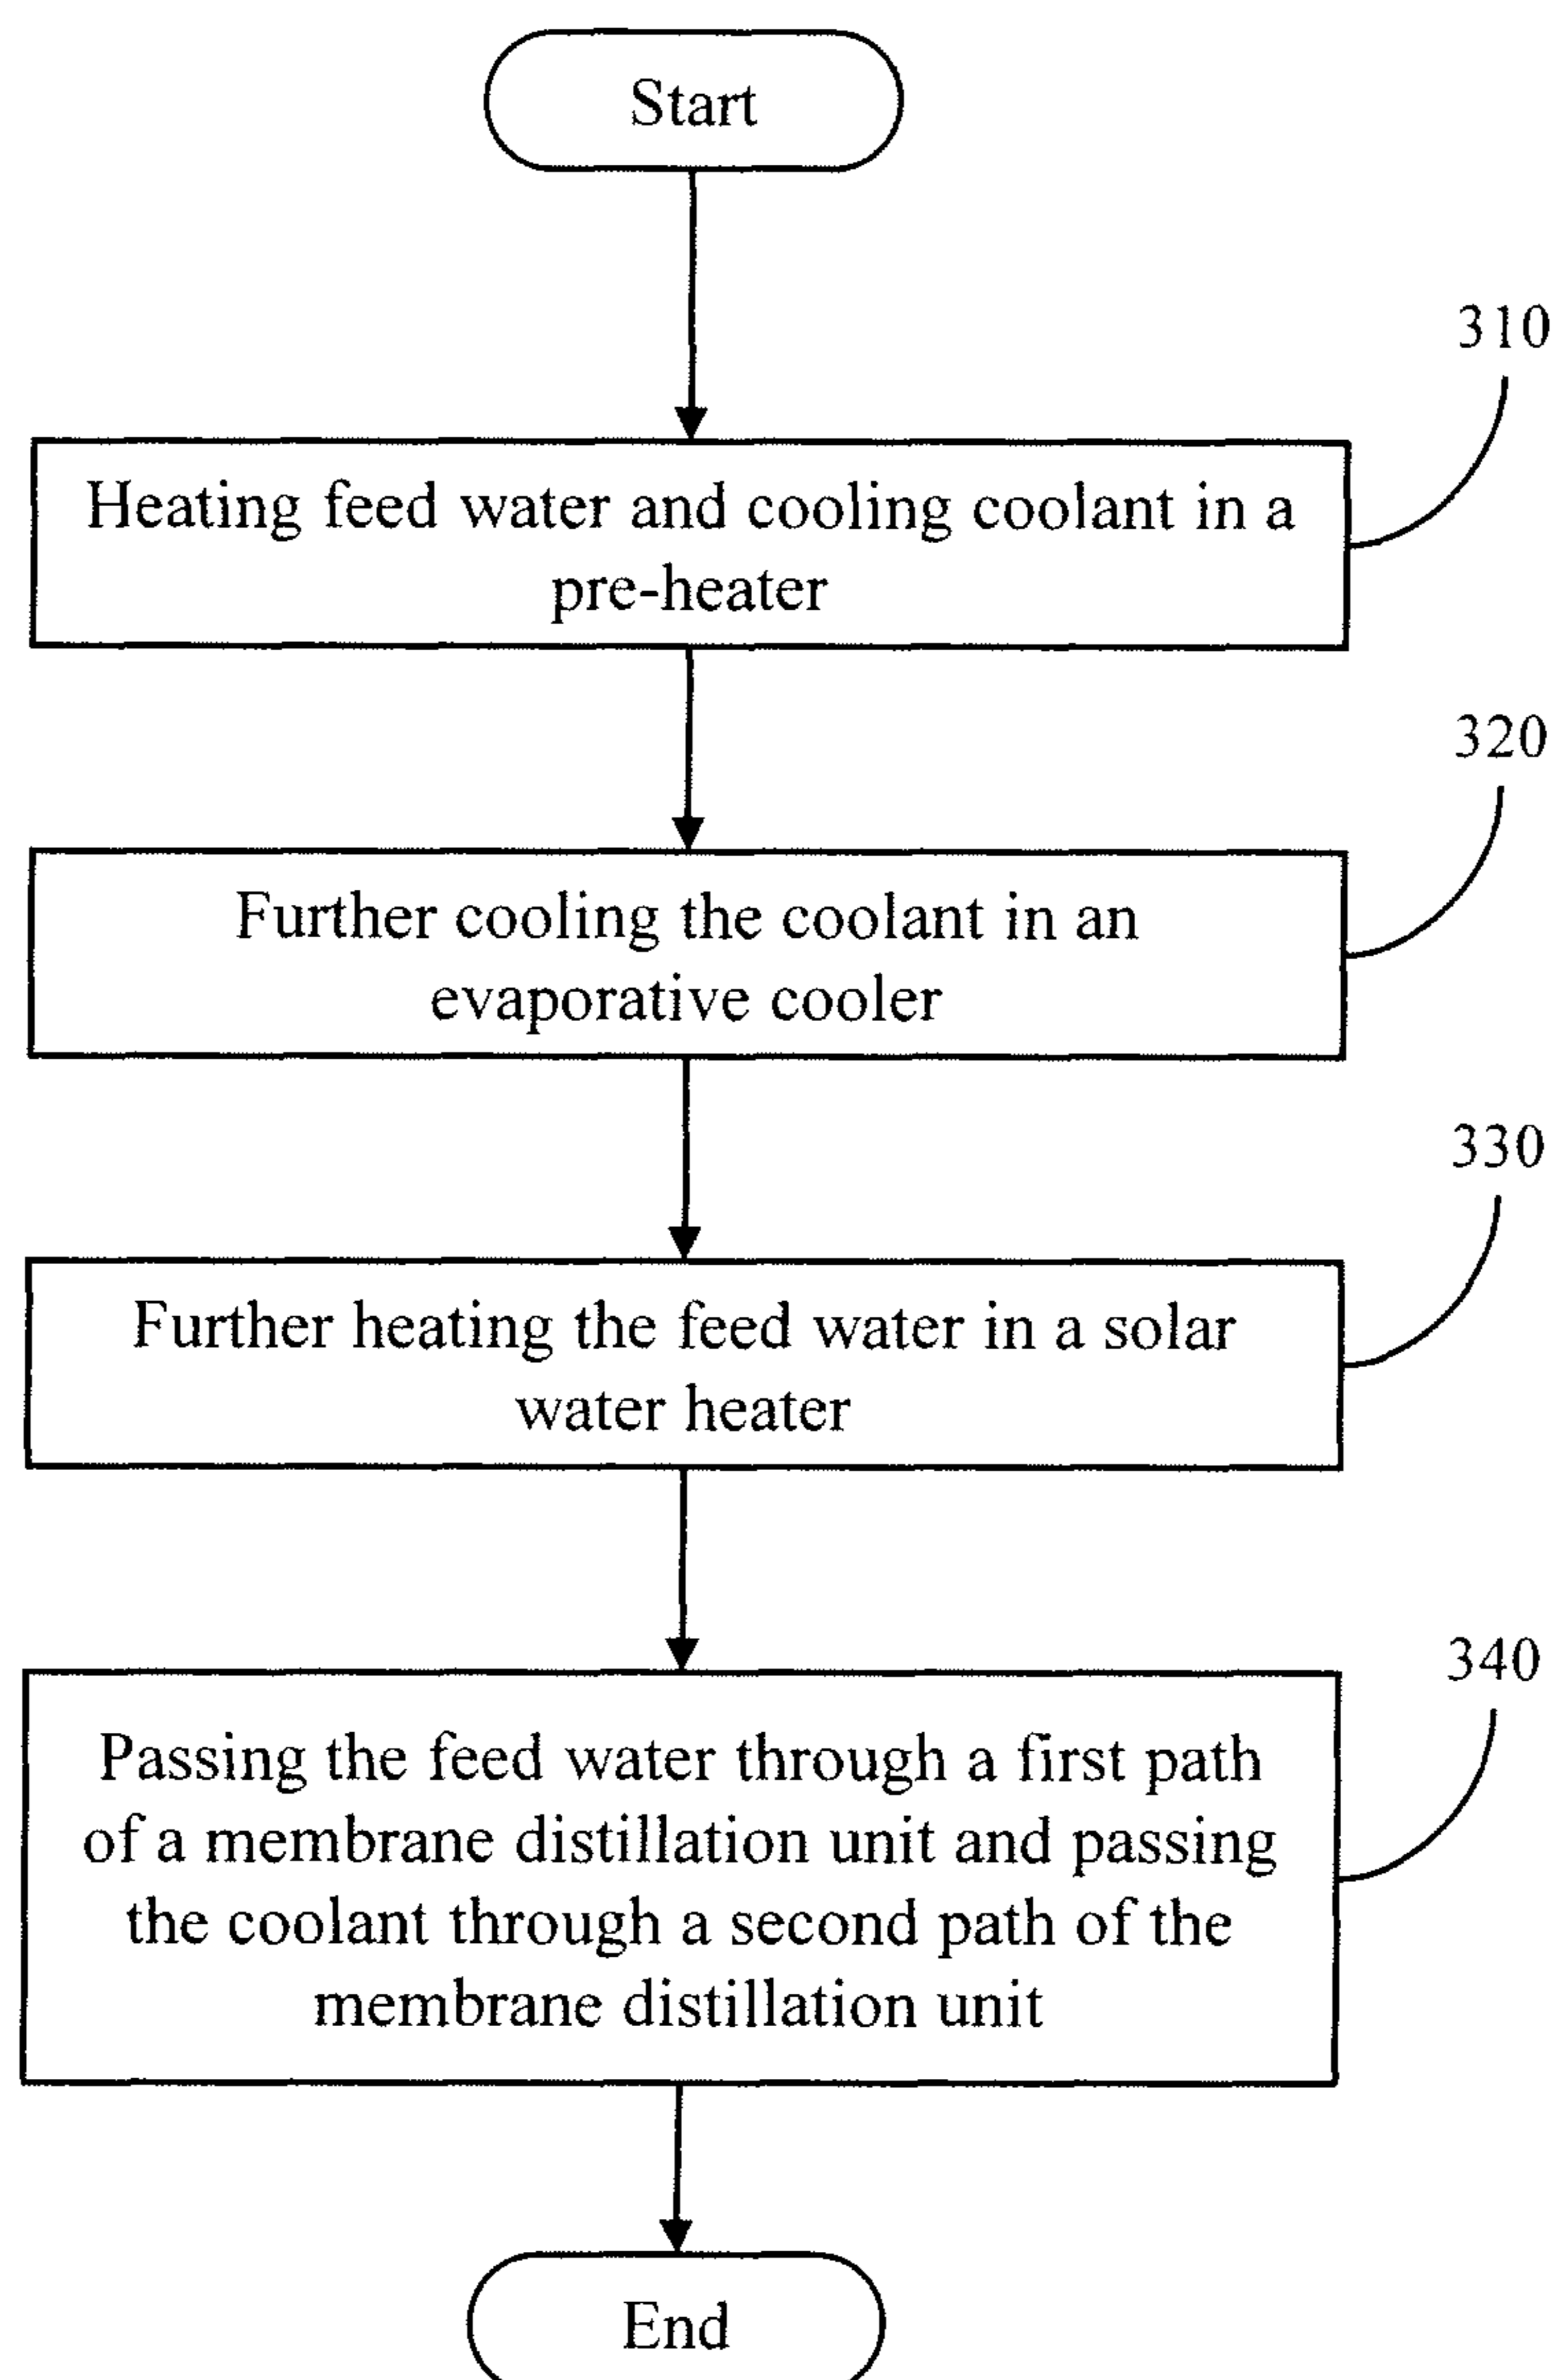 Start
310
Heating feed water and cooling coolant in a
pre-heater
320
Further cooling the coolant in an
evaporative cooler
330
Further heating the feed water in a solar
water heater
340
Passing the feed water through a first path
of a membrane distillation unit and passing
the coolant through a second path of the
membrane distillation unit
End